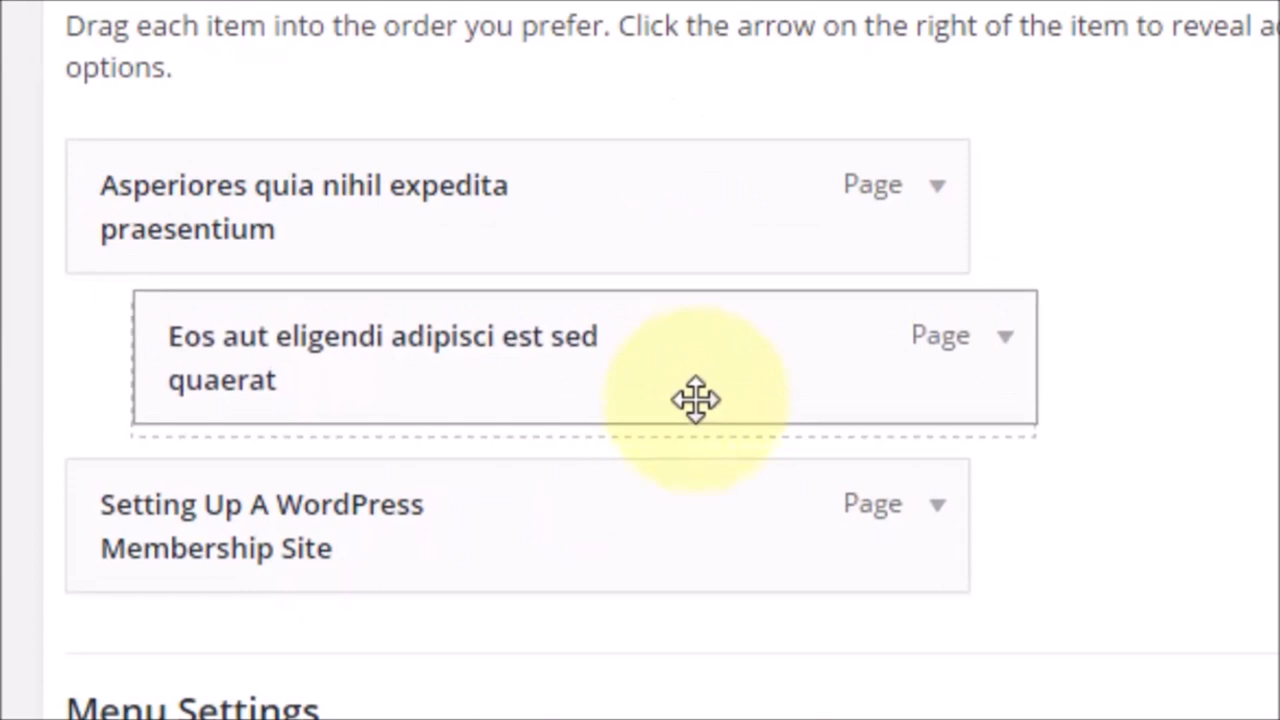 Drag each item into the order you prefer. Click the arrow on the right of the item to reveal
options.
Asperiores quia nihil expedita
praesentium
Page
Eos aut eligendi adipisci est sed
quaerat
Page
Setting Up A WordPress
Membership Site
Page
Menu Settings